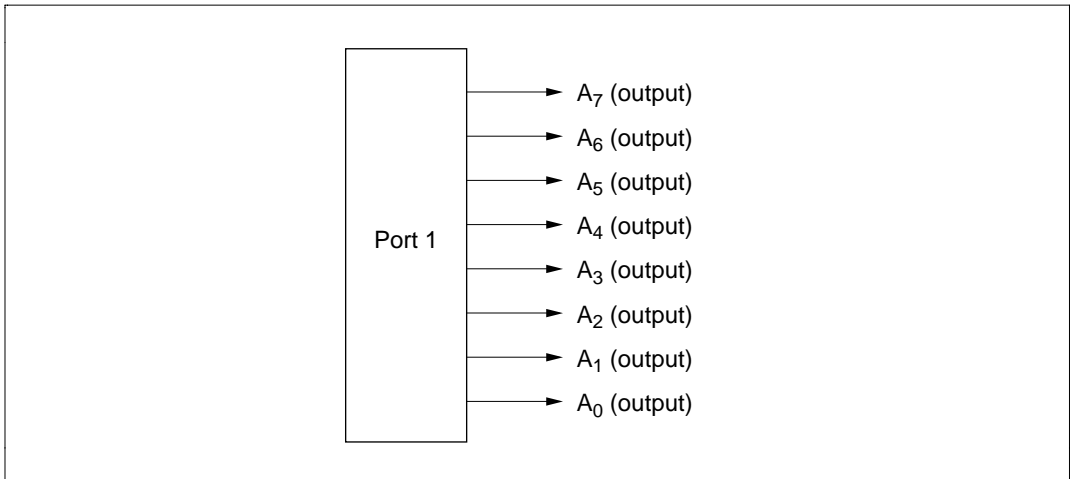 A7 (output)
A6 (output)
A5 (output)
A4 (output)
Port 1
A3 (output)
A2 (output)
A1 (output)
A0 (output)